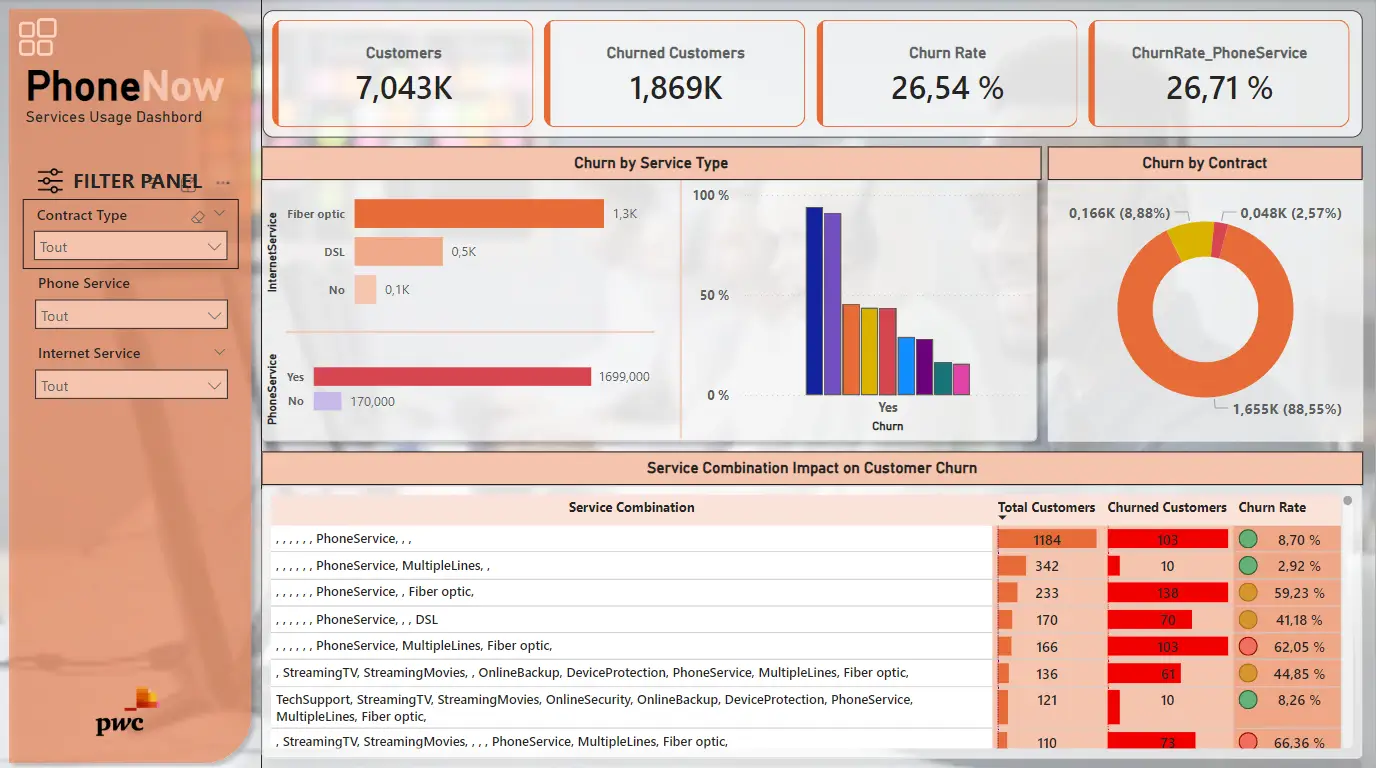 PhoneNow
Services Usage Dashbord
FILTER PANEL
Contract Type
Tout
Phone Service
Tout
Internet Service
Tout
pwc
Customers
7,043K
Churned Customers
1,869K
Churn Rate
26,54 %
ChurnRate_PhoneService
26,71 %
Churn by Service Type
InternetService
Fiber optic
1,3K
DSL
0,5K
No
0,1K
PhoneService
Yes
1699,000
No
170,000
100 %
50 %
0 %
Yes
Churn
Churn by Contract
0,166K (8,88%)
0,048K (2,57%)
1,655K (88,55%)
Service Combination Impact on Customer Churn
Service Combination Total Customers Churned Customers Churn Rate
, , , , , , PhoneService, , , 1184 103 8,70 %
, , , , , , PhoneService, MultipleLines, , 342 10 2,92 %
, , , , , , PhoneService, , Fiber optic, 233 138 59,23 %
, , , , , , PhoneService, , , DSL 170 70 41,18 %
, , , , , , PhoneService, MultipleLines, Fiber optic, 166 103 62,05 %
, StreamingTV, StreamingMovies, , OnlineBackup, DeviceProtection, PhoneService, MultipleLines, Fiber optic, 136 61 44,85 %
TechSupport, StreamingTV, StreamingMovies, OnlineSecurity, OnlineBackup, DeviceProtection, PhoneService, 121 10 8,26 %
MultipleLines, Fiber optic,
, StreamingTV, StreamingMovies, , , , PhoneService, MultipleLines, Fiber optic, 110 73 66,36 %